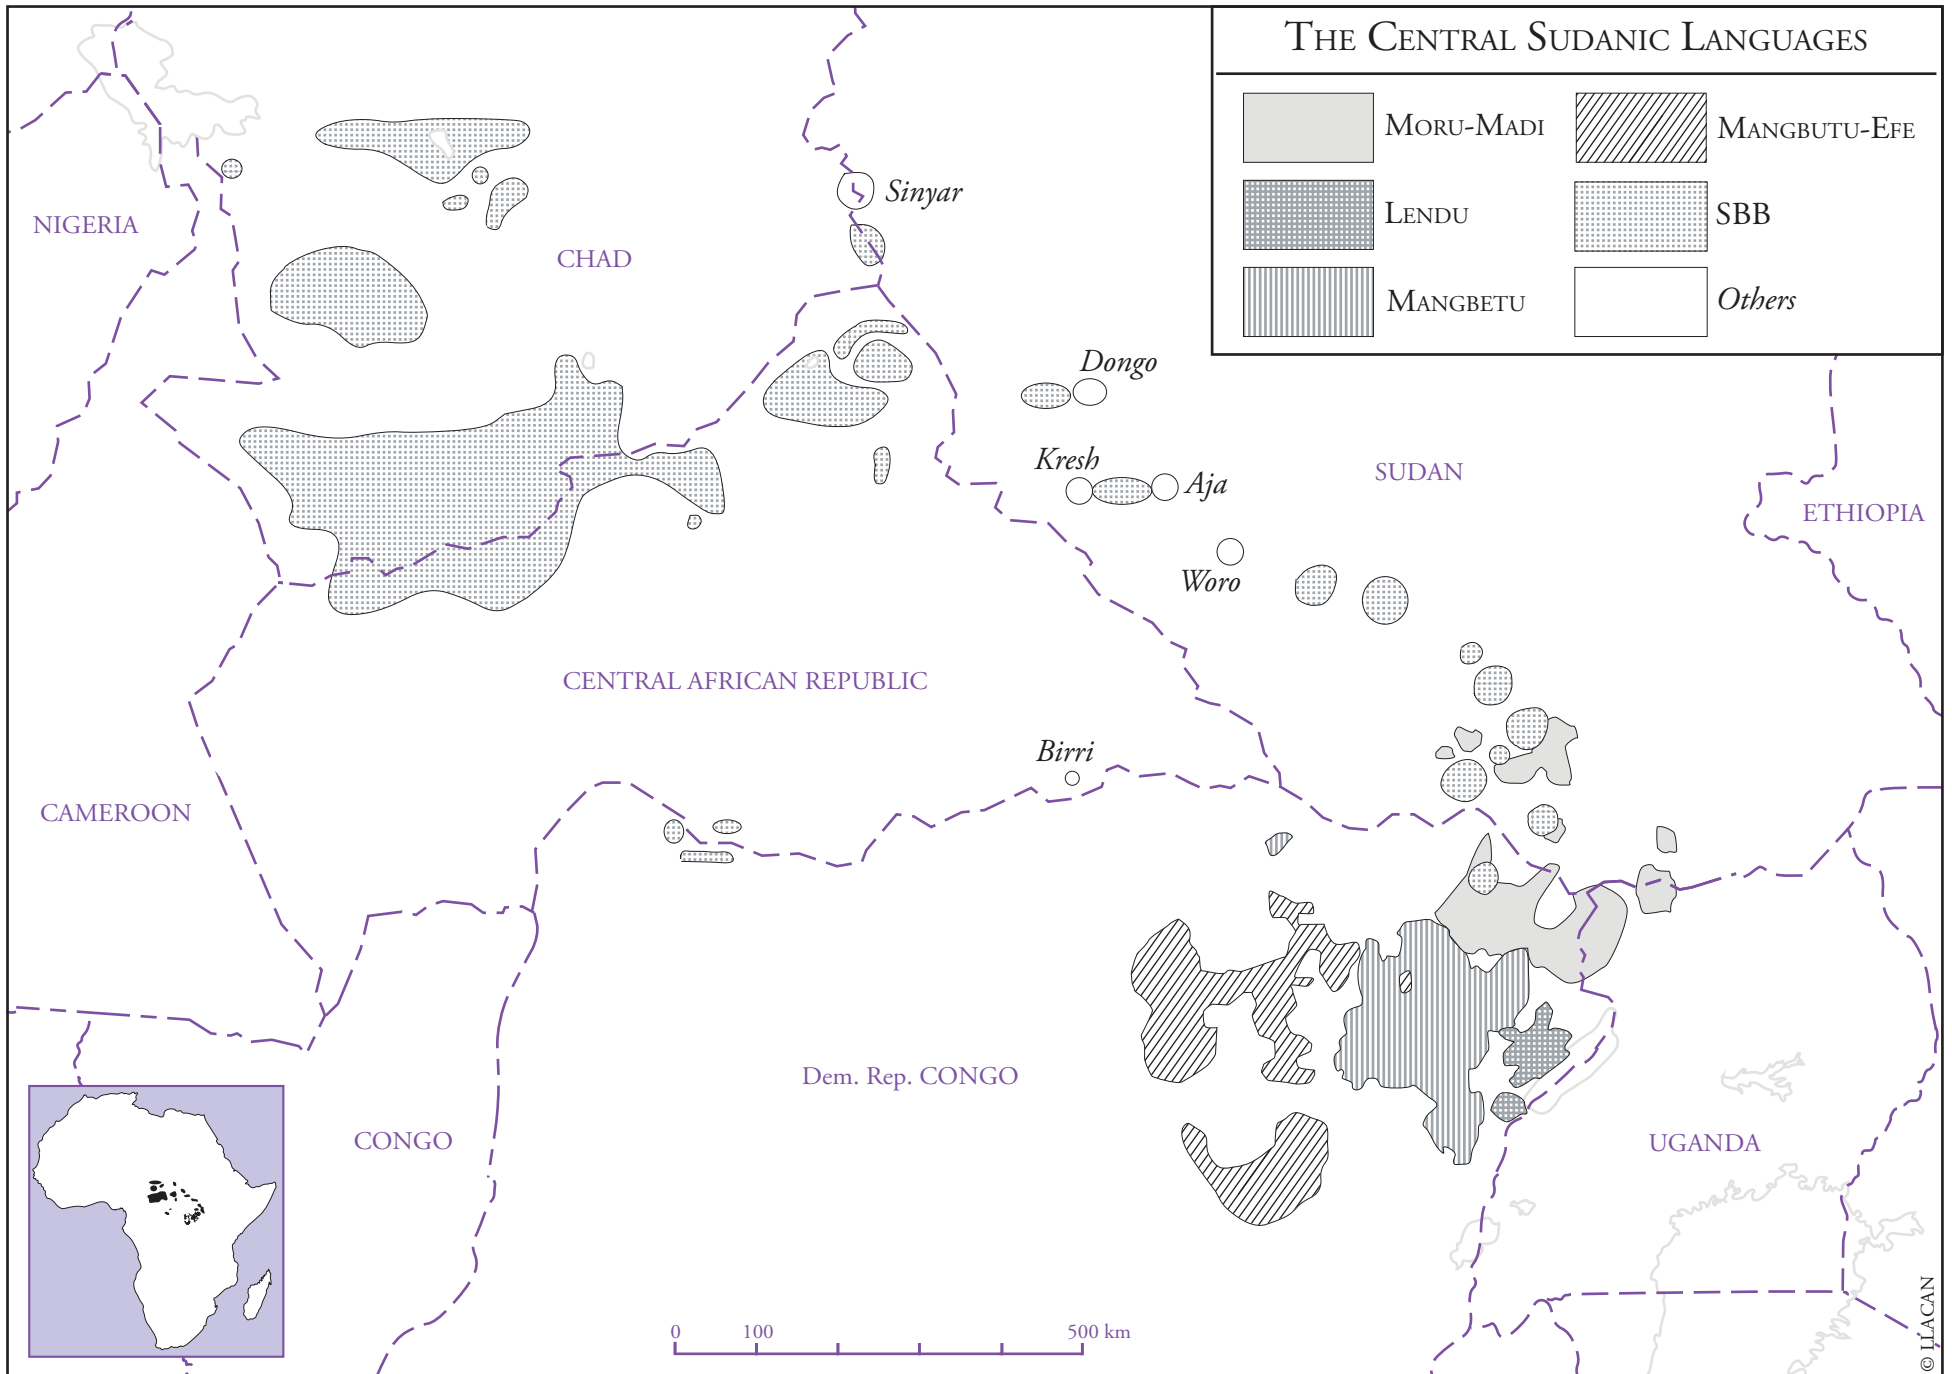 THE CENTRAL SUDANIC LANGUAGES
MORU-MADI
MANGBUTU-EFE
LENDU
SBB
MANGBETU
Others
NIGERIA
CHAD
Sinyar
Dongo
Kresh
Aja
SUDAN
ETHIOPIA
Woro
CENTRAL AFRICAN REPUBLIC
Birri
CAMEROON
Dem. Rep. CONGO
CONGO
UGANDA
0 100 500 km
© LLACAN